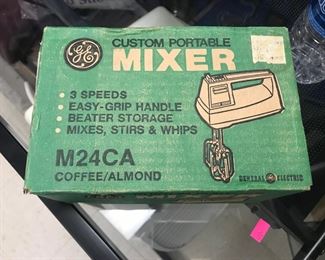 GE
CUSTOM PORTABLE
MIXER
• 3 SPEEDS
• EASY-GRIP HANDLE
• BEATER STORAGE
• MIXES, STIRS & WHIPS
M24CA
COFFEE/ALMOND
GENERAL ELECTRIC